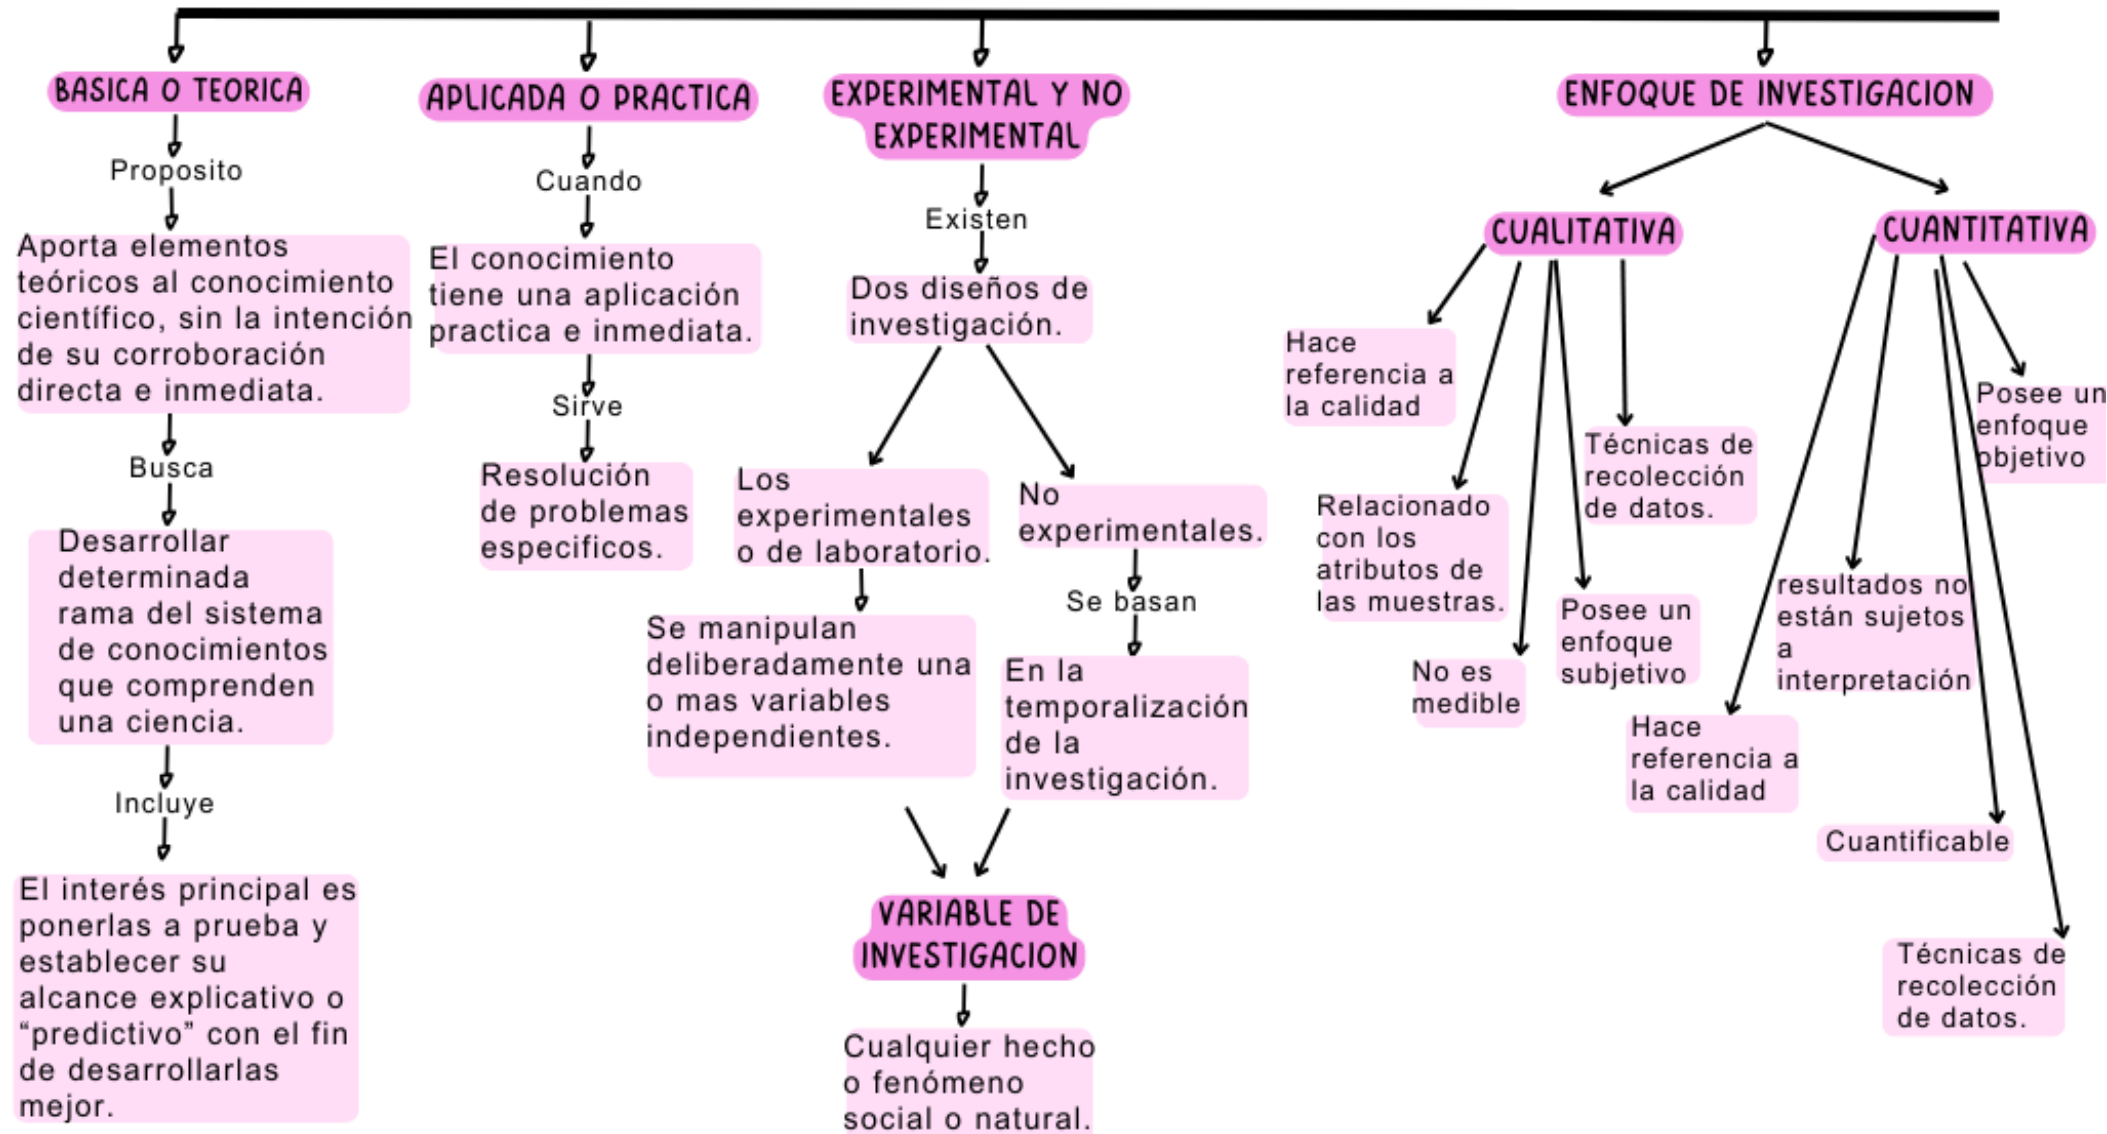 BASICA O TEORICA
Proposito
Aporta elementos
teóricos al conocimiento
científico, sin la intención
de su corroboración
directa e inmediata.
Busca
Desarrollar
determinada
rama del sistema
de conocimientos
que comprenden
una ciencia.
Incluye
El interés principal es
ponerlas a prueba y
establecer su
alcance explicativo o
“predictivo” con el fin
de desarrollarlas
mejor.
APLICADA O PRACTICA
Cuando
El conocimiento
tiene una aplicación
practica e inmediata.
Sirve
Resolución
de problemas
especificos.
EXPERIMENTAL Y NO
EXPERIMENTAL
Existen
Dos diseños de
investigación.
Los
experimentales
o de laboratorio.
Se manipulan
deliberadamente una
o mas variables
independientes.
No
experimentales.
Se basan
En la
temporalización
de la
investigación.
VARIABLE DE
INVESTIGACION
Cualquier hecho
o fenómeno
social o natural.
ENFOQUE DE INVESTIGACION
CUALITATIVA
Hace
referencia a
la calidad
Relacionado
con los
atributos de
las muestras.
No es
medible
Posee un
enfoque
subjetivo
Técnicas de
recolección
de datos.
CUANTITATIVA
Hace
referencia a
la calidad
resultados no
están sujetos
a
interpretación
Cuantificable
Técnicas de
recolección
de datos.
Posee un
enfoque
objetivo